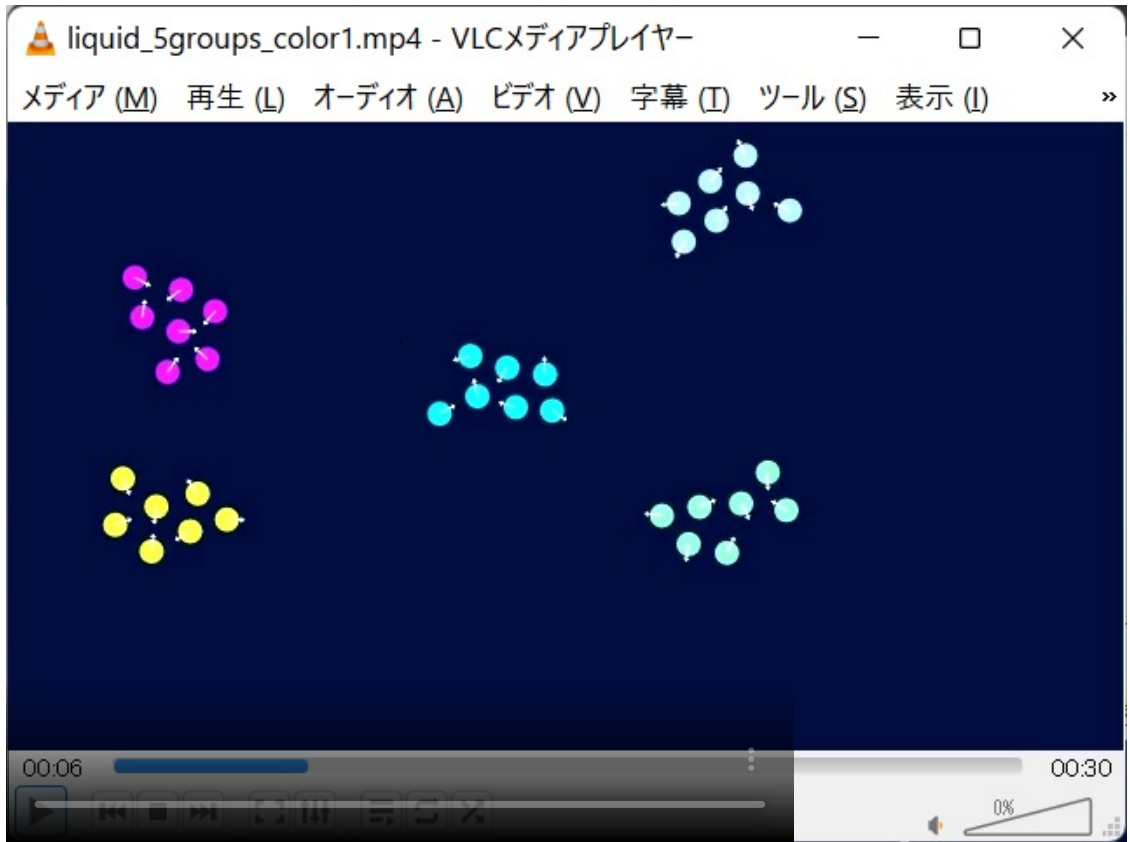 liquid_5groups_color1.mp4 - VLCメディアプレイヤー
メディア (M) 再生 (L) オーディオ (A) ビデオ (V) 字幕 (T) ツール (S) 表示 (I) »
00:06 00:30
0%